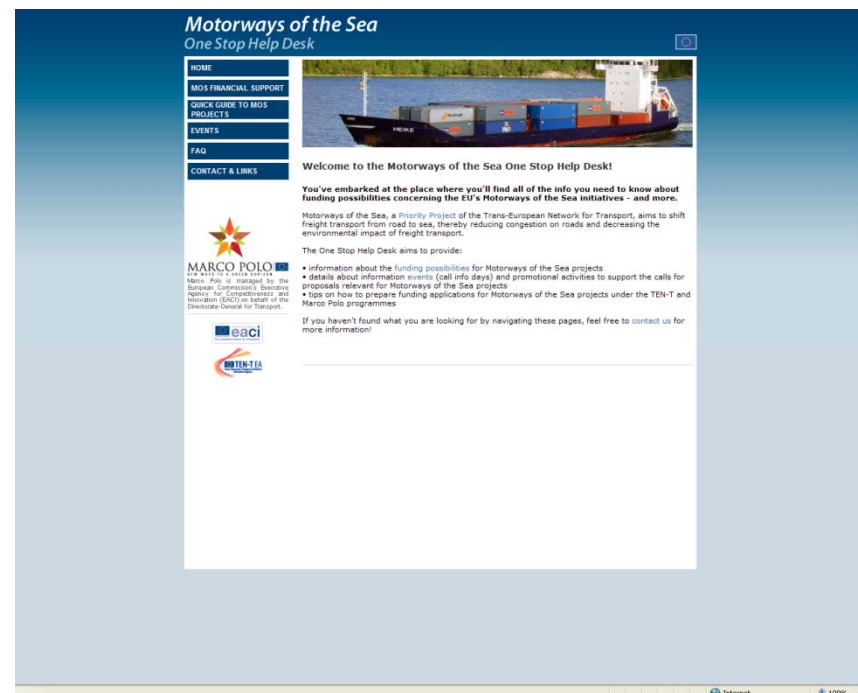 Motorways of the Sea
One Stop Help Desk
HOME
MOS FINANCIAL SUPPORT
QUICK GUIDE TO MOS
PROJECTS
EVENTS
FAQ
CONTACT & LINKS
HEIKE
Welcome to the Motorways of the Sea One Stop Help Desk!
You've embarked at the place where you'll find all of the info you need to know about
funding possibilities concerning the EU's Motorways of the Sea initiatives - and more.
Motorways of the Sea, a Priority Project of the Trans-European Network for Transport, aims to shift
freight transport from road to sea, thereby reducing congestion on roads and decreasing the
environmental impact of freight transport.
The One Stop Help Desk aims to provide:
• information about the funding possibilities for Motorways of the Sea projects
• details about information events (call info days) and promotional activities to support the calls for
proposals relevant for Motorways of the Sea projects
• tips on how to prepare funding applications for Motorways of the Sea projects under the TEN-T and
Marco Polo programmes
If you haven't found what you are looking for by navigating these pages, feel free to contact us for
more information!
MARCO POLO
NEW WAYS TO A GREEN HORIZON
Marco Polo is managed by the
European Commission's Executive
Agency for Competitiveness and
Innovation (EACI) on behalf of the
Directorate-General for Transport.
eaci
TEN-T EA
Internet
100%